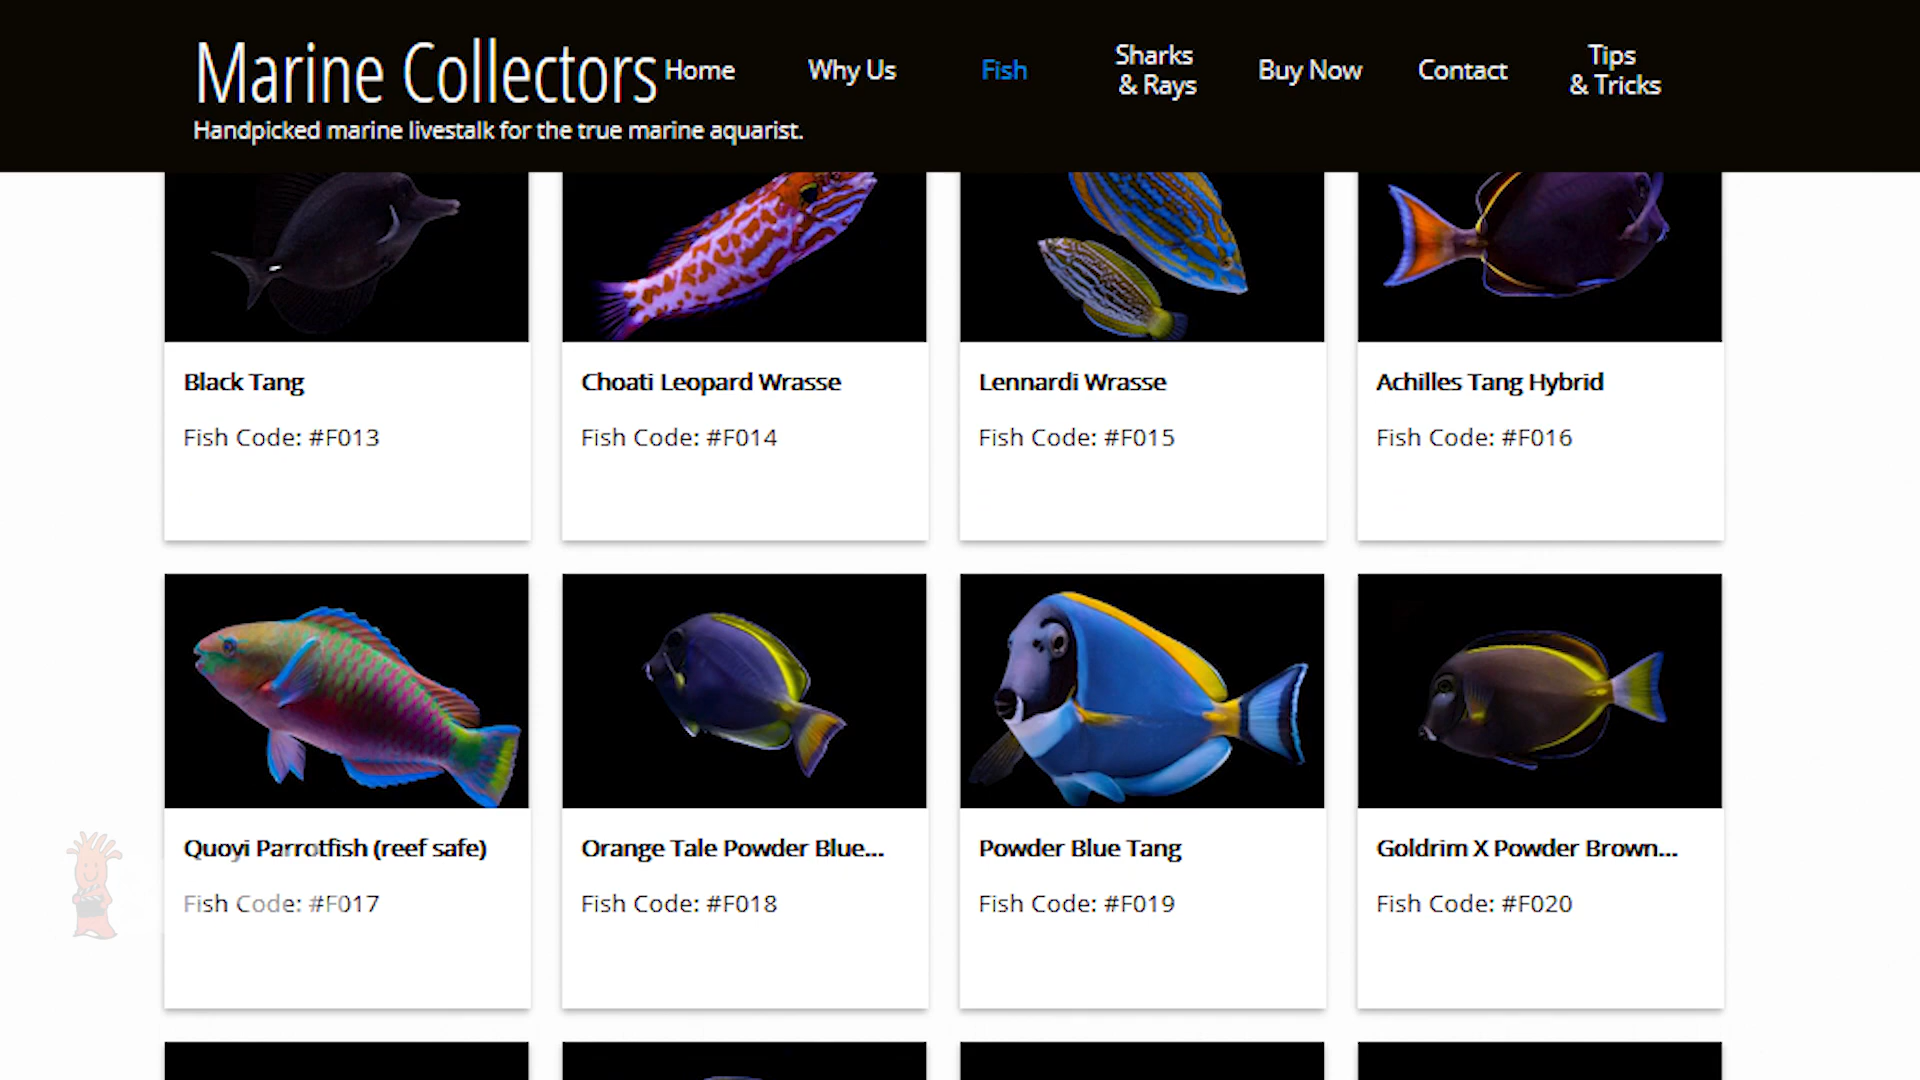 Marine Collectors
Handpicked marine livestalk for the true marine aquarist.
Home
Why Us
Fish
Sharks
& Rays
Buy Now
Contact
Tips
& Tricks
Black Tang
Fish Code: #F013
Choati Leopard Wrasse
Fish Code: #F014
Lennardi Wrasse
Fish Code: #F015
Achilles Tang Hybrid
Fish Code: #F016
Quoyi Parrotfish (reef safe)
Fish Code: #F017
Orange Tale Powder Blue...
Fish Code: #F018
Powder Blue Tang
Fish Code: #F019
Goldrim X Powder Brown...
Fish Code: #F020